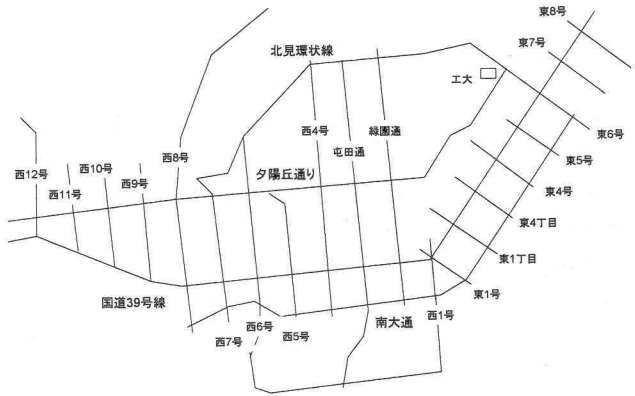 東8号
東7号
北見環状線
工大
東6号
西4号
緑園通
屯田通
西8号
東5号
西10号
西12号
夕陽丘通り
西9号
西11号
東4号
東4丁目
東1丁目
東1号
国道39号線
南大通
西1号
西6号
西5号
西7号